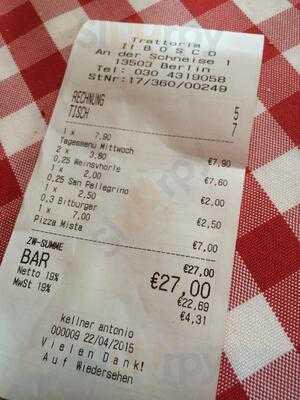 Trattoria
Il BOSCO
An der Schneise 1
13503 Berlin
Tel: 030 4319058
StNr:17/360/00249
RECHNUNG 5
TISCH 7
1 x 7,90
Tagesmenü Mittwoch €7,90
2 x 3,80
0,25 Weinschorle €7,60
1 x 2,00
0,25 San Pellegrino €2,00
1 x 2,50
0,3 Bitburger €2,50
1 x 7,00
Pizza Mista €7,00
ZW-SUMME €27,00
BAR €27,00
Netto 19% €22,69
MwSt 19% €4,31
kellner antonio
000009 22/04/2015
Vielen Dank!
Auf Wiedersehen